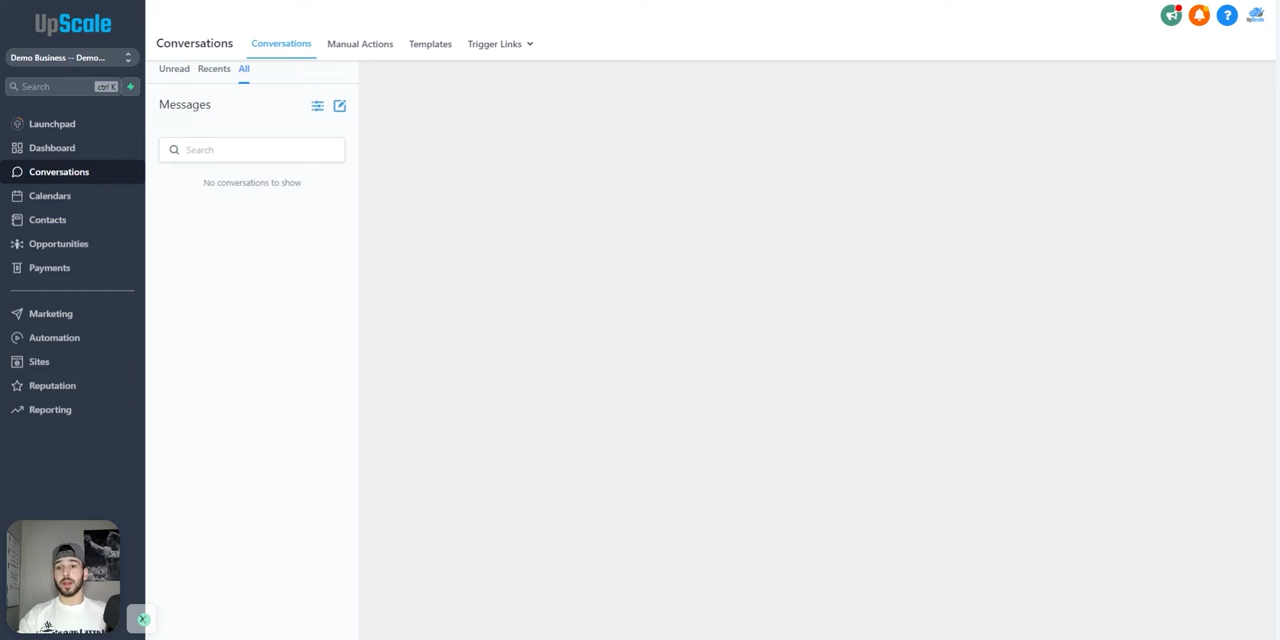 UpScale
Demo Business -- Demo...
Search
ctrl K
Launchpad
Dashboard
Conversations
Calendars
Contacts
Opportunities
Payments
Marketing
Automation
Sites
Reputation
Reporting
Conversations
Conversations
Manual Actions
Templates
Trigger Links
?
UpScale
Unread
Recents
All
Messages
Search
No conversations to show